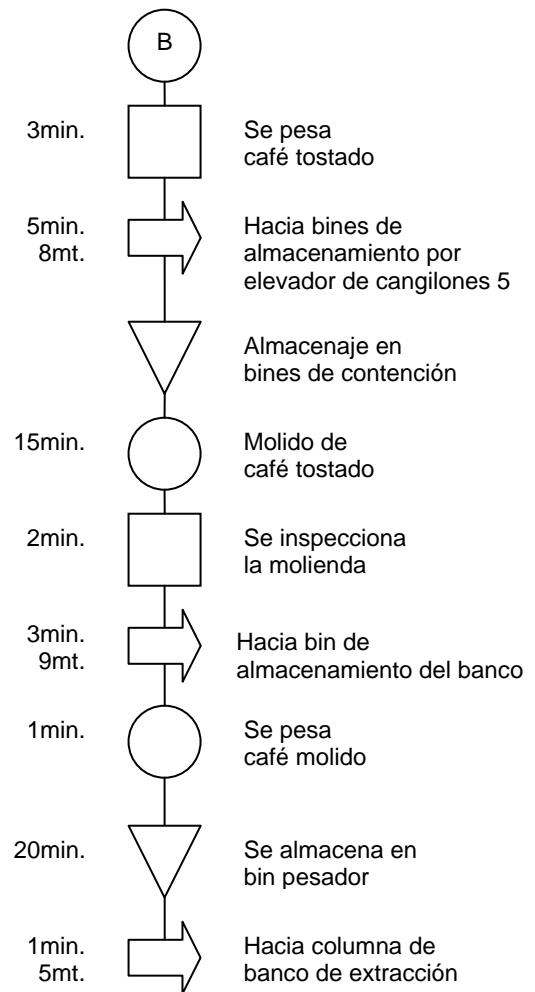 B
3min.
Se pesa
café tostado
5min.
8mt.
Hacia bines de
almacenamiento por
elevador de cangilones 5
Almacenaje en
bines de contención
15min.
Molido de
café tostado
2min.
Se inspecciona
la molienda
3min.
9mt.
Hacia bin de
almacenamiento del banco
1min.
Se pesa
café molido
20min.
Se almacena en
bin pesador
1min.
5mt.
Hacia columna de
banco de extracción